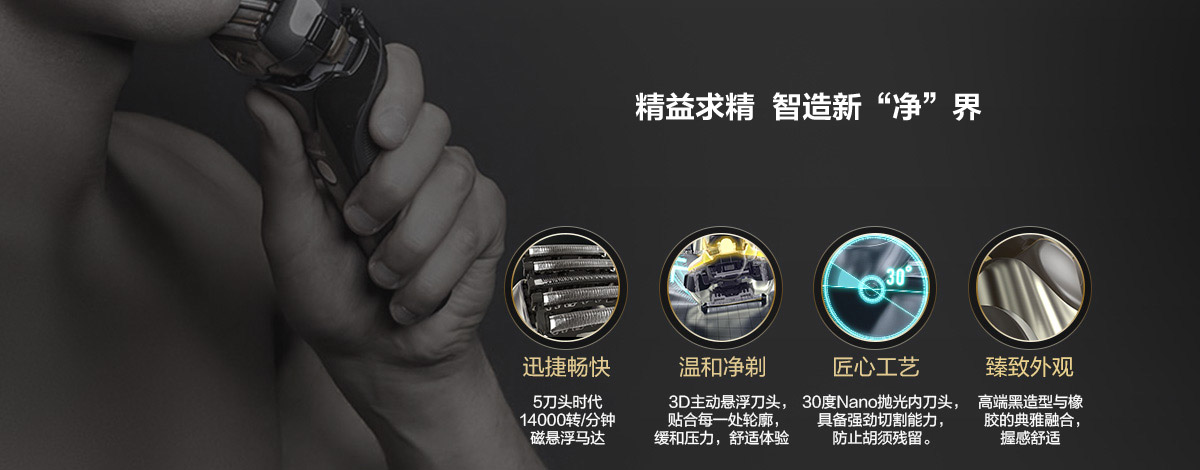 精益求精 智造新“净”界
30°
迅捷畅快
5刀头时代
14000转/分钟
磁悬浮马达
温和净剃
3D主动悬浮刀头，
贴合每一处轮廓，
缓和压力，舒适体验
匠心工艺
30度Nano抛光内刀头，
具备强劲切割能力，
防止胡须残留。
臻致外观
高端黑造型与橡
胶的典雅融合，
握感舒适